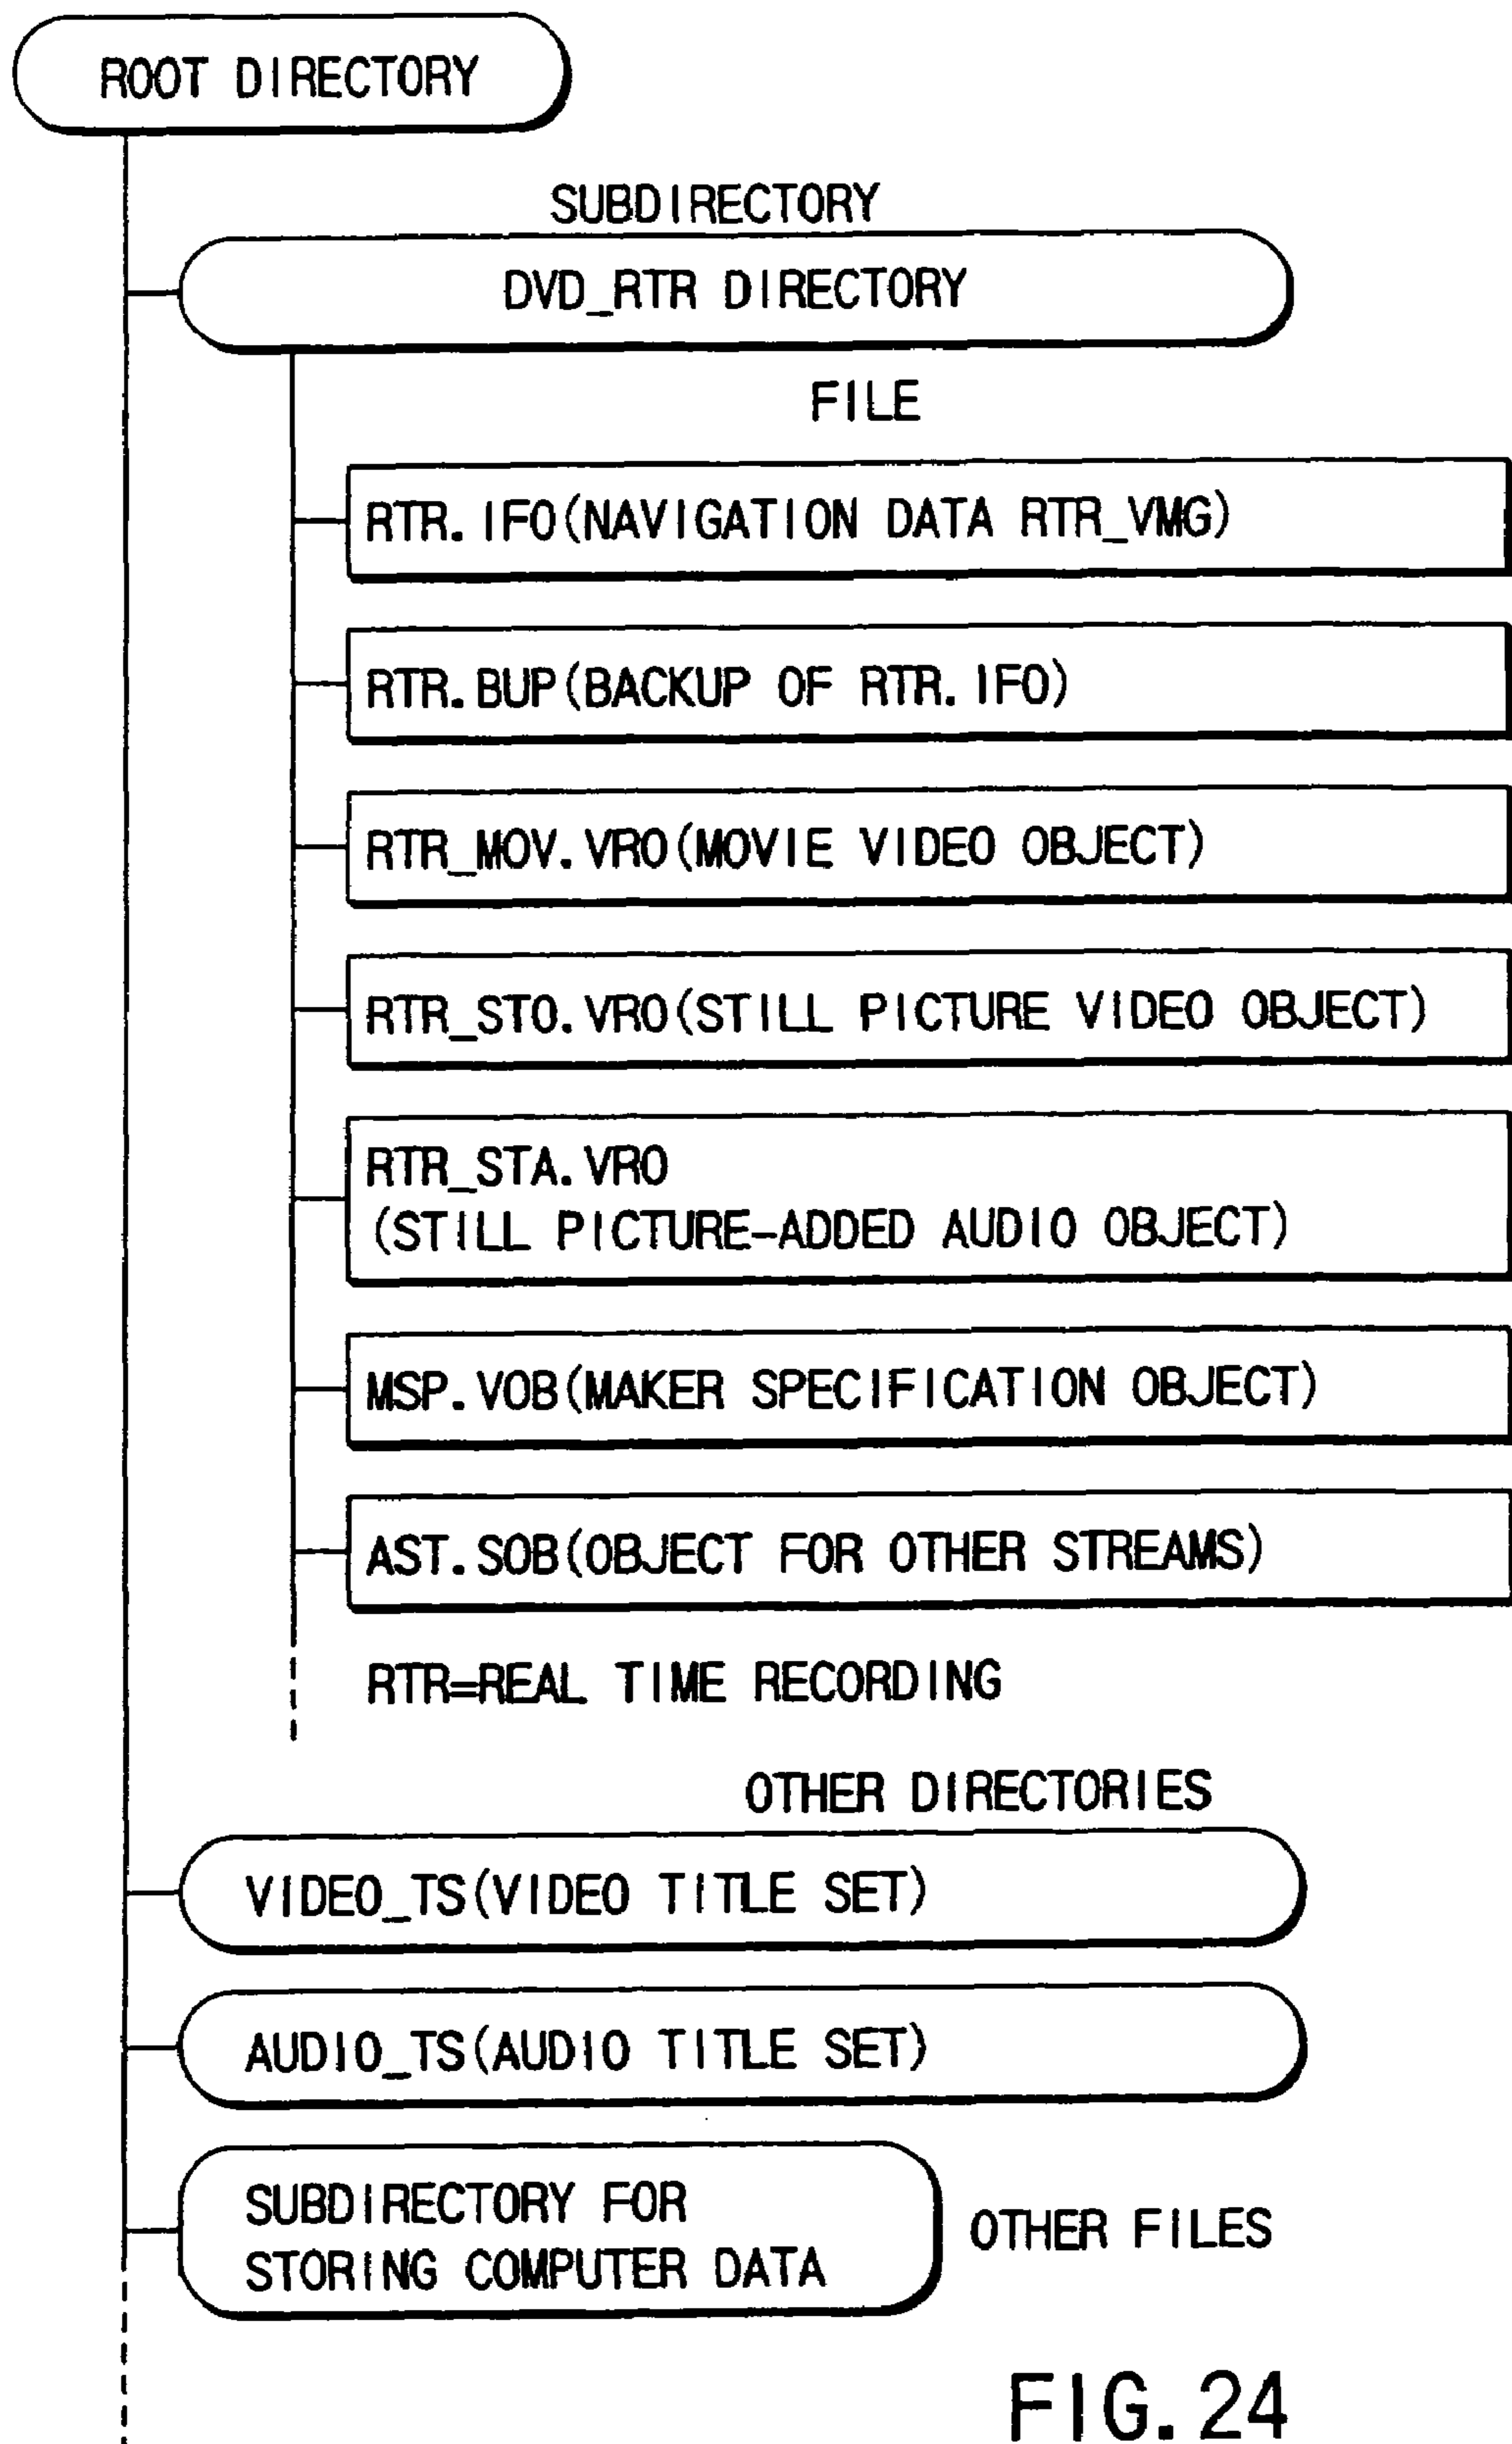 ROOT DIRECTORY
SUBDIRECTORY
DVD_RTR DIRECTORY
FILE
RTR.IFO(NAVIGATION DATA RTR_VMG)
RTR.BUP(BACKUP OF RTR.IFO)
RTR_MOV.VRO(MOVIE VIDEO OBJECT)
RTR_STO.VRO(STILL PICTURE VIDEO OBJECT)
RTR_STA.VRO
(STILL PICTURE-ADDED AUDIO OBJECT)
MSP.VOB(MAKER SPECIFICATION OBJECT)
AST.SOB(OBJECT FOR OTHER STREAMS)
RTR=REAL TIME RECORDING
OTHER DIRECTORIES
VIDEO_TS(VIDEO TITLE SET)
AUDIO_TS(AUDIO TITLE SET)
SUBDIRECTORY FOR
STORING COMPUTER DATA
OTHER FILES
FIG.24